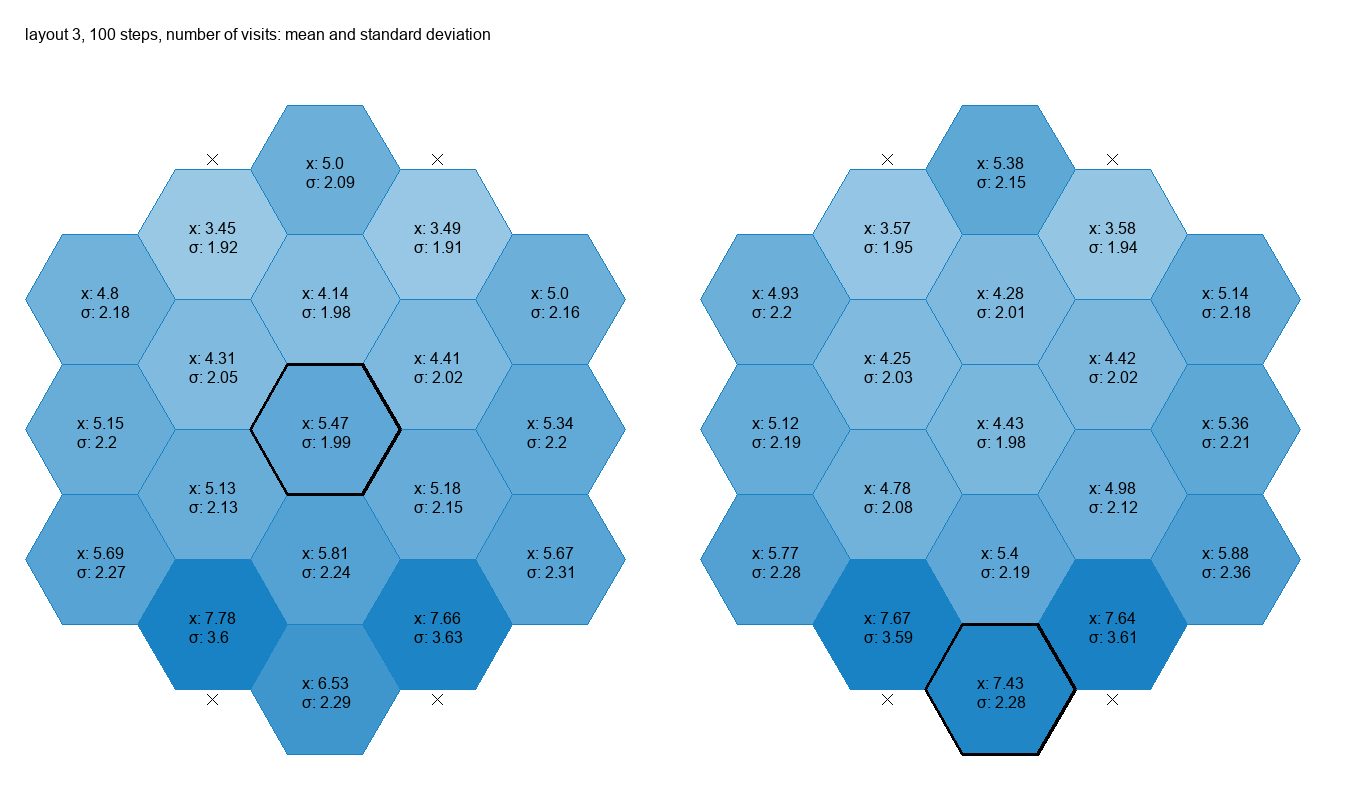 layout 3, 100 steps, number of visits: mean and standard deviation
x: 5.0
σ: 2.09
x: 3.45
σ: 1.92
x: 3.49
σ: 1.91
x: 4.8
σ: 2.18
x: 4.14
σ: 1.98
x: 5.0
σ: 2.16
x: 4.31
σ: 2.05
x: 4.41
σ: 2.02
x: 5.15
σ: 2.2
x: 5.47
σ: 1.99
x: 5.34
σ: 2.2
x: 5.13
σ: 2.13
x: 5.18
σ: 2.15
x: 5.69
σ: 2.27
x: 5.81
σ: 2.24
x: 5.67
σ: 2.31
x: 7.78
σ: 3.6
x: 7.66
σ: 3.63
x: 6.53
σ: 2.29
x: 5.38
σ: 2.15
x: 3.57
σ: 1.95
x: 3.58
σ: 1.94
x: 4.93
σ: 2.2
x: 4.28
σ: 2.01
x: 5.14
σ: 2.18
x: 4.25
σ: 2.03
x: 4.42
σ: 2.02
x: 5.12
σ: 2.19
x: 4.43
σ: 1.98
x: 5.36
σ: 2.21
x: 4.78
σ: 2.08
x: 4.98
σ: 2.12
x: 5.77
σ: 2.28
x: 5.4
σ: 2.19
x: 5.88
σ: 2.36
x: 7.67
σ: 3.59
x: 7.64
σ: 3.61
x: 7.43
σ: 2.28